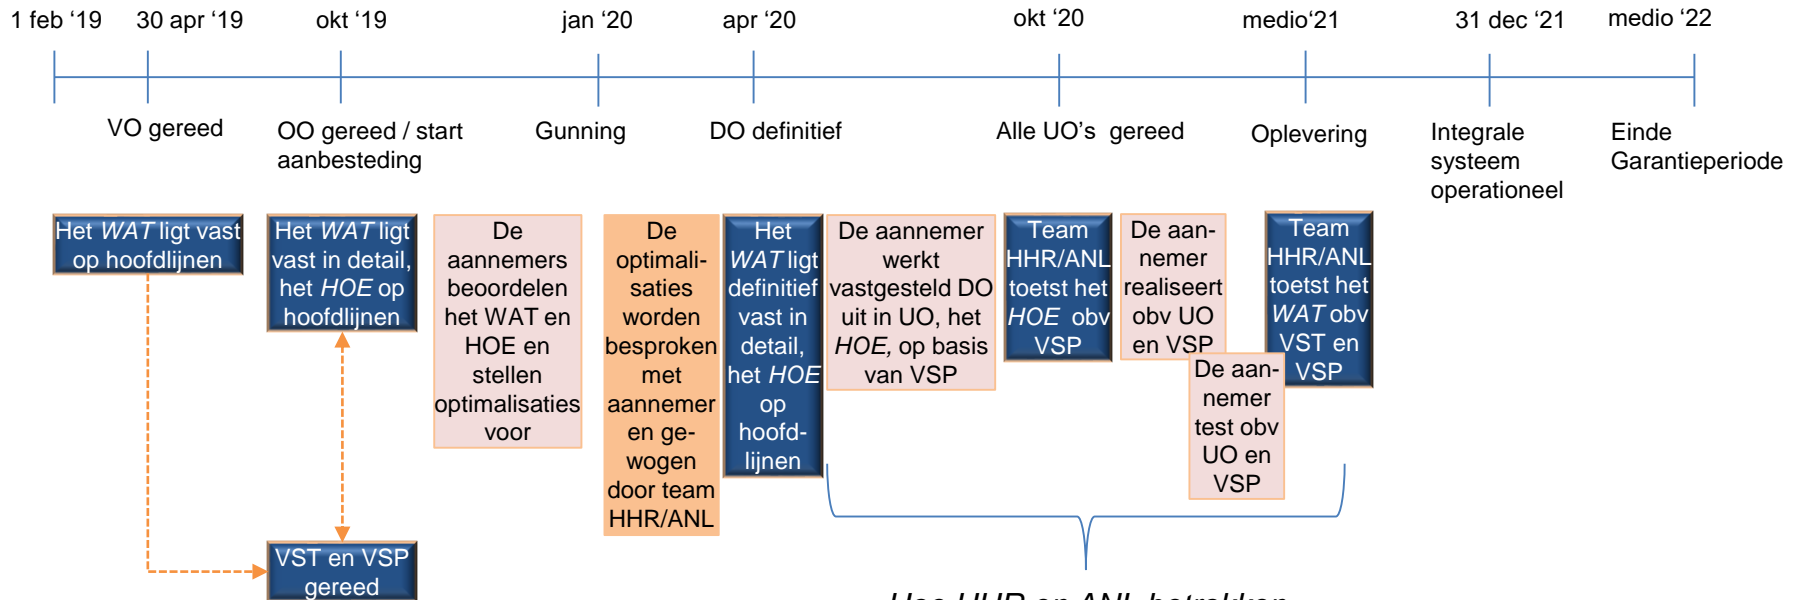 1 feb ‘19
30 apr ‘19
okt ‘19
jan ‘20
apr ‘20
okt ‘20
medio‘21
31 dec ‘21
medio ‘22
VO gereed
OO gereed / start
aanbesteding
Gunning
DO definitief
Alle UO’s gereed
Oplevering
Integrale
systeem
operationeel
Einde
Garantieperiode
Het WAT ligt vast
op hoofdlijnen
Het WAT ligt
vast in detail,
het HOE op
hoofdlijnen
De
aannemers
beoordelen
het WAT en
HOE en
stellen
optimalisaties
voor
De
optimali-
saties
worden
besproken
met
aannemer
en ge-
wogen
door team
HHR/ANL
Het
WAT ligt
definitief
vast in
detail,
het HOE
op
hoofd-
lijnen
De aannemer
werkt
vastgesteld DO
uit in UO, het
HOE, op basis
van VSP
Team
HHR/ANL
toetst het
HOE obv
VSP
De aan-
nemer
realiseert
obv UO
en VSP
De aan-
nemer
test obv
UO en
VSP
Team
HHR/ANL
toetst het
WAT obv
VST en
VSP
VST en VSP
gereed
Hoe HHR en ANL betrekken